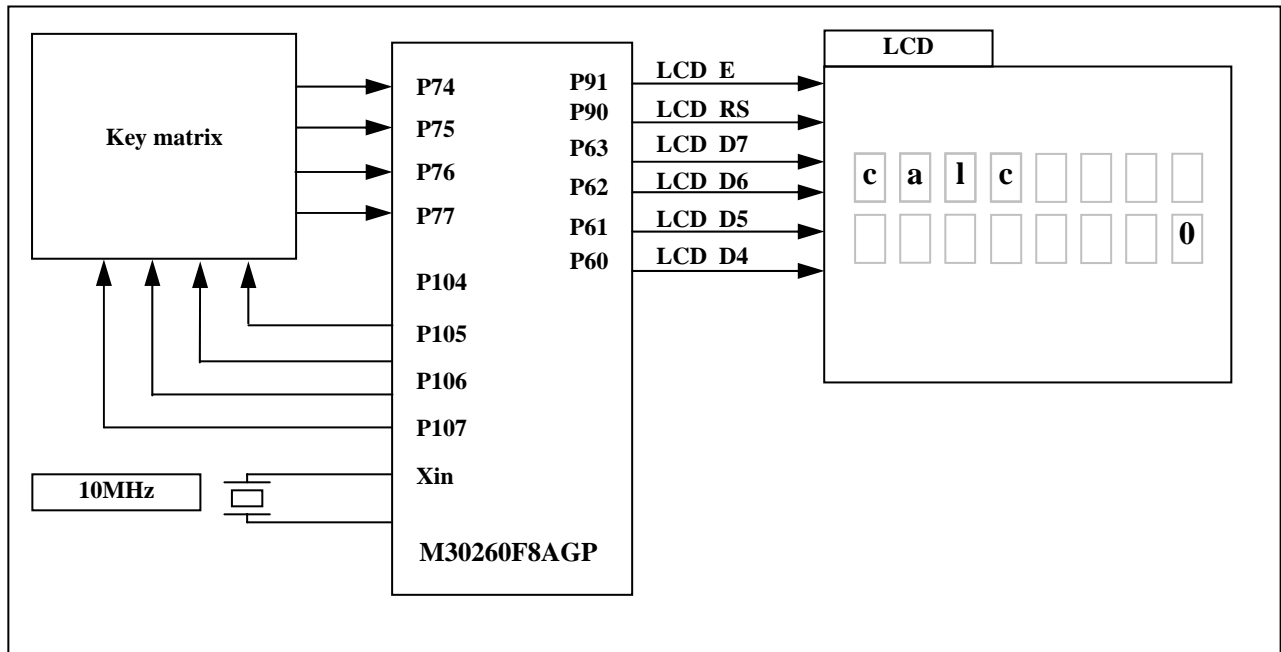 Key matrix
P74
P75
P76
P77
P104
P105
P106
P107
Xin
M30260F8AGP
10MHz
P91
P90
P63
P62
P61
P60
LCD E
LCD RS
LCD D7
LCD D6
LCD D5
LCD D4
LCD
c a l c
0